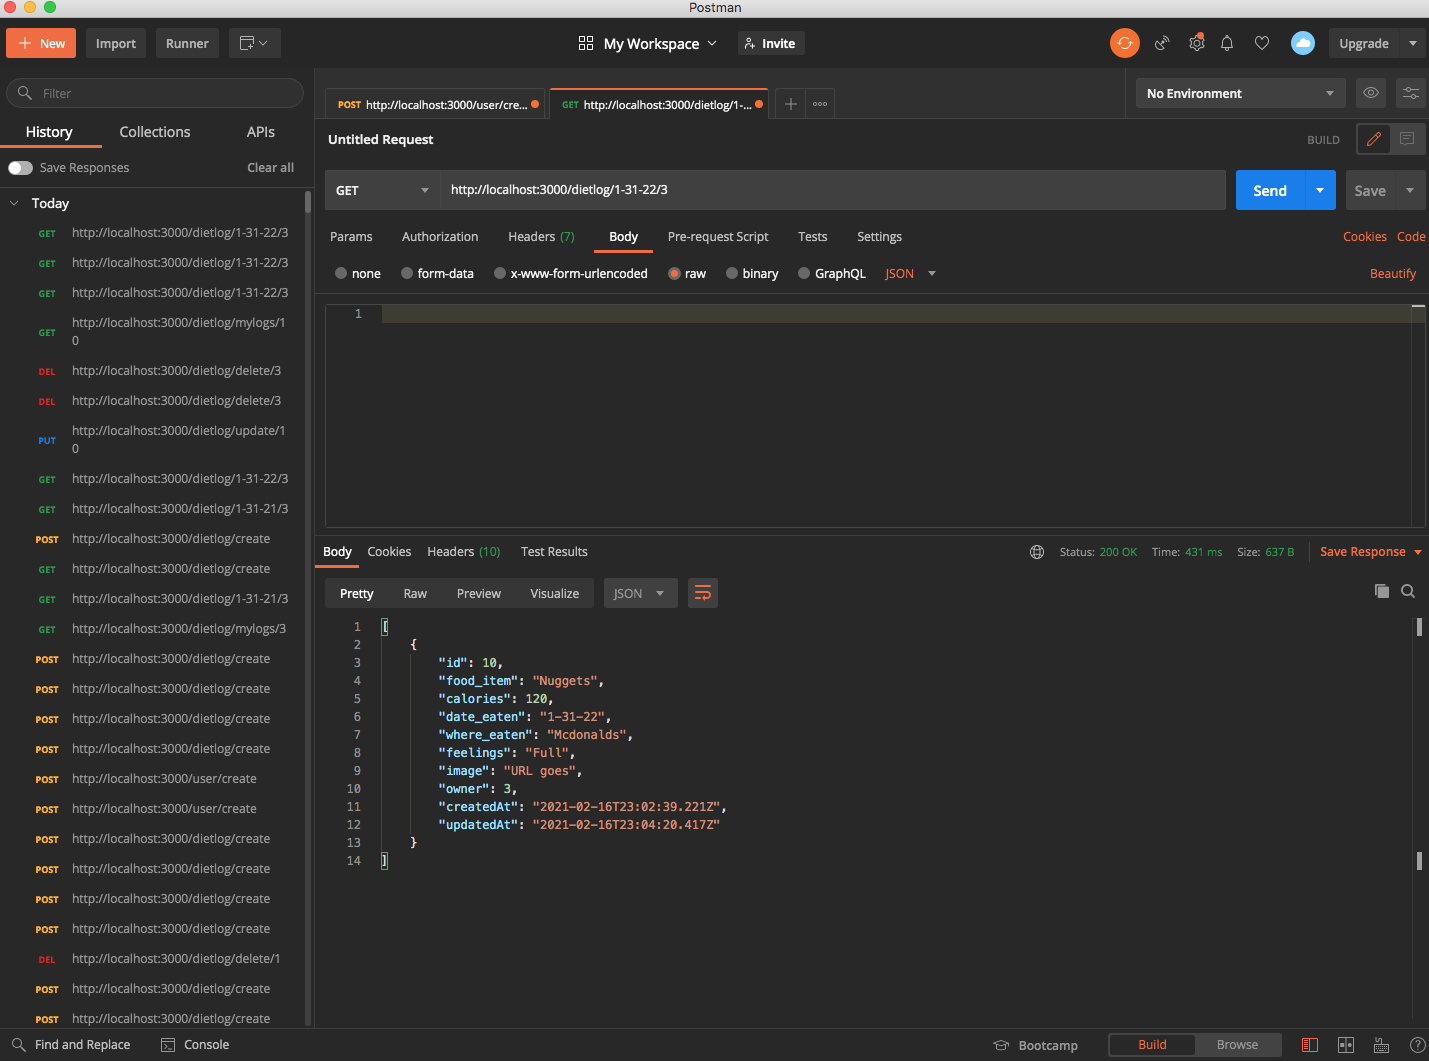 Postman
New
Import
Runner
My Workspace
Invite
Upgrade
Filter
History
Collections
APIs
Save Responses
Clear all
Today
GET http://localhost:3000/dietlog/1-31-22/3
GET http://localhost:3000/dietlog/1-31-22/3
GET http://localhost:3000/dietlog/1-31-22/3
GET http://localhost:3000/dietlog/mylogs/1
0
DEL http://localhost:3000/dietlog/delete/3
DEL http://localhost:3000/dietlog/delete/3
PUT http://localhost:3000/dietlog/update/1
0
GET http://localhost:3000/dietlog/1-31-22/3
GET http://localhost:3000/dietlog/1-31-21/3
POST http://localhost:3000/dietlog/create
GET http://localhost:3000/dietlog/create
GET http://localhost:3000/dietlog/1-31-21/3
GET http://localhost:3000/dietlog/mylogs/3
POST http://localhost:3000/dietlog/create
POST http://localhost:3000/dietlog/create
POST http://localhost:3000/dietlog/create
POST http://localhost:3000/dietlog/create
POST http://localhost:3000/user/create
POST http://localhost:3000/user/create
POST http://localhost:3000/dietlog/create
POST http://localhost:3000/dietlog/create
POST http://localhost:3000/dietlog/create
POST http://localhost:3000/dietlog/create
DEL http://localhost:3000/dietlog/delete/1
POST http://localhost:3000/dietlog/create
POST http://localhost:3000/dietlog/create
POST http://localhost:3000/user/cre...
GET http://localhost:3000/dietlog/1-...
No Environment
Untitled Request
BUILD
GET
http://localhost:3000/dietlog/1-31-22/3
Send
Save
Params Authorization Headers (7) Body Pre-request Script Tests Settings
Cookies Code
none form-data x-www-form-urlencoded raw binary GraphQL JSON
Beautify
1
Body Cookies Headers (10) Test Results
Status: 200 OK Time: 431 ms Size: 637 B
Save Response
Pretty Raw Preview Visualize JSON
1 [
2 {
3 "id": 10,
4 "food_item": "Nuggets",
5 "calories": 120,
6 "date_eaten": "1-31-22",
7 "where_eaten": "Mcdonalds",
8 "feelings": "Full",
9 "image": "URL goes",
10 "owner": 3,
11 "createdAt": "2021-02-16T23:02:39.221Z",
12 "updatedAt": "2021-02-16T23:04:20.417Z"
13 }
14 ]
Find and Replace
Console
Bootcamp
Build
Browse